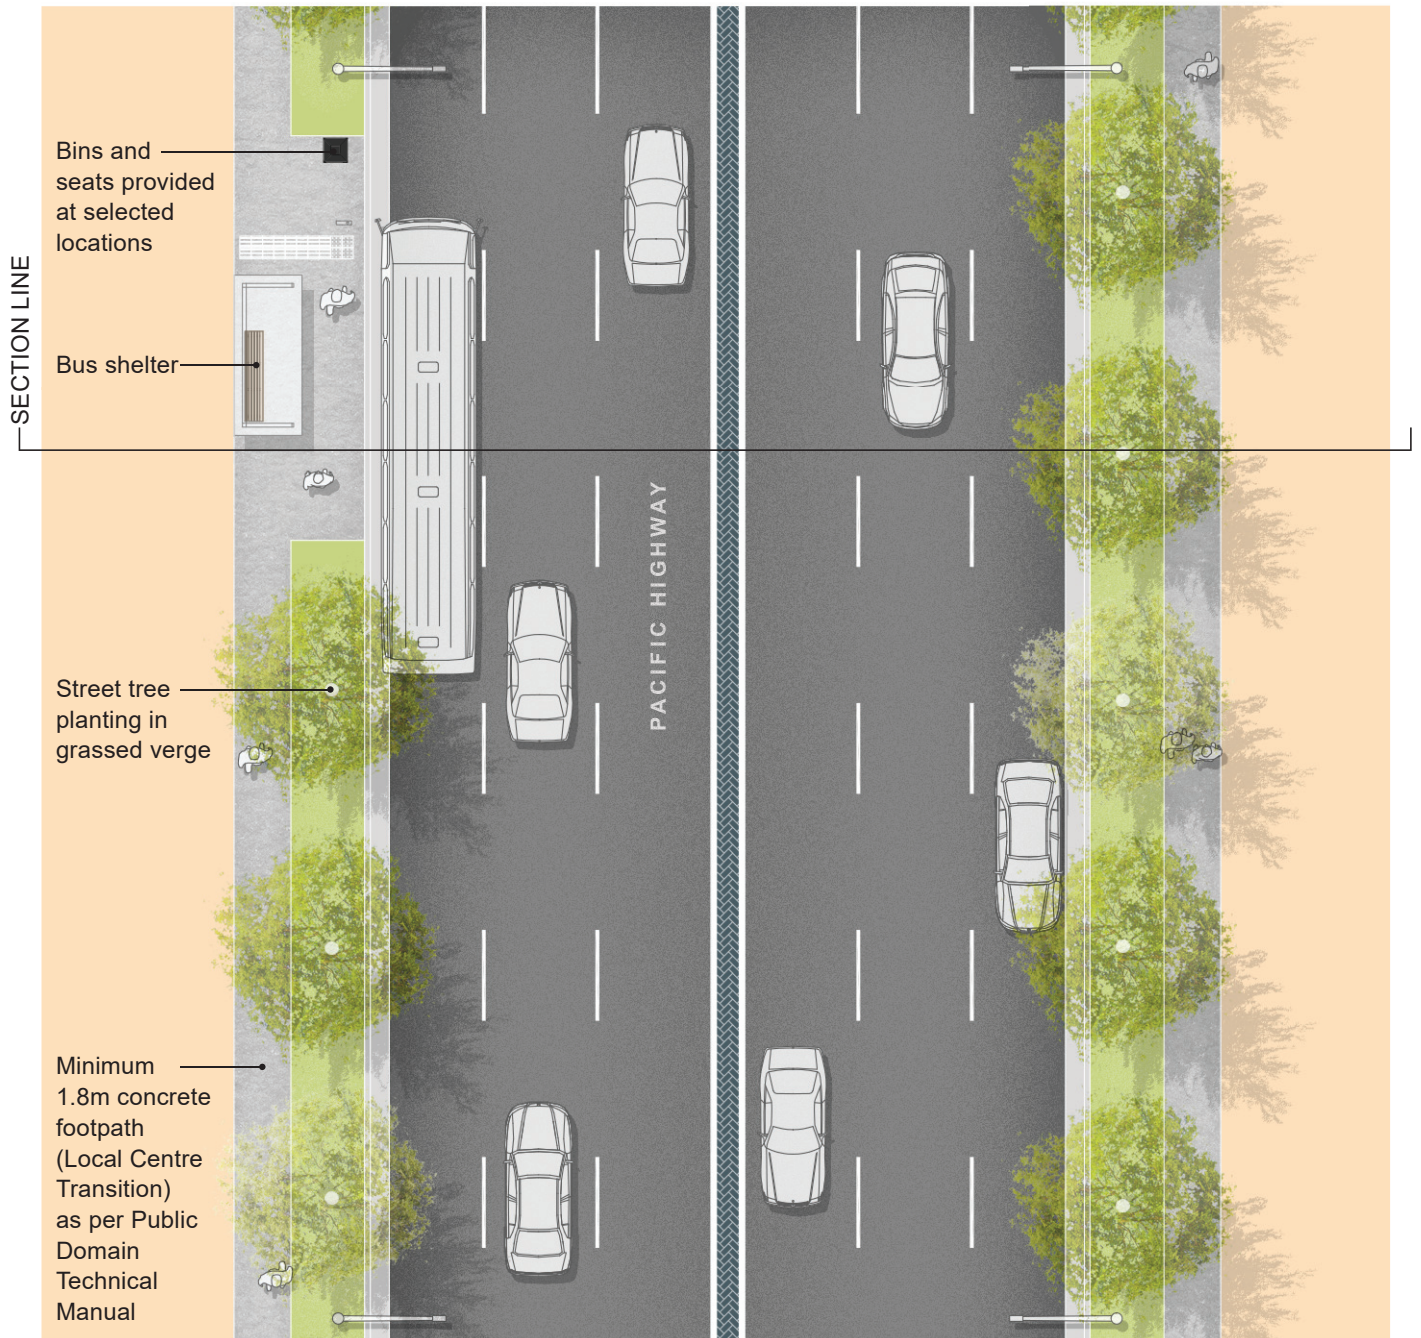 Bins and
seats provided
at selected
locations
SECTION LINE
Bus shelter
PACIFIC HIGHWAY
Street tree
planting in
grassed verge
Minimum
1.8m concrete
footpath
(Local Centre
Transition)
as per Public
Domain
Technical
Manual